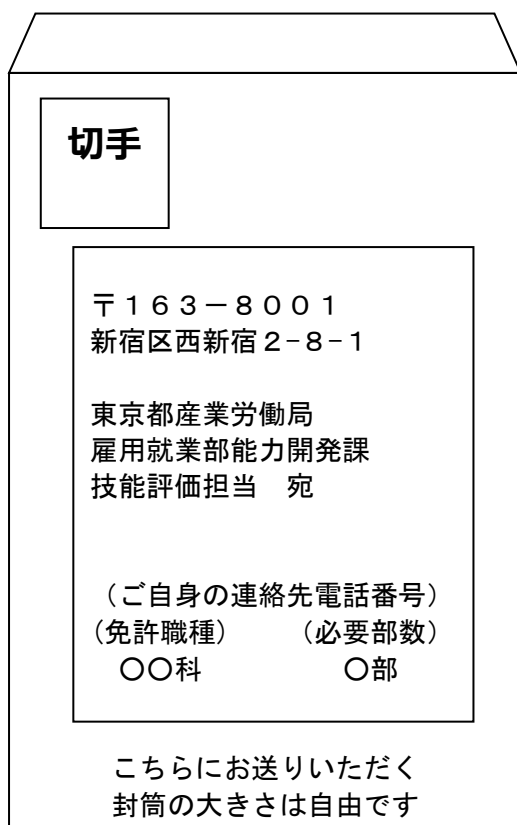 切手
〒１６３－８００１
新宿区西新宿２-８-１
東京都産業労働局
雇用就業部能力開発課
技能評価担当　宛
（ご自身の連絡先電話番号）
（免許職種）　　（必要部数）
〇〇科　　〇部
こちらにお送りいただく
封筒の大きさは自由です